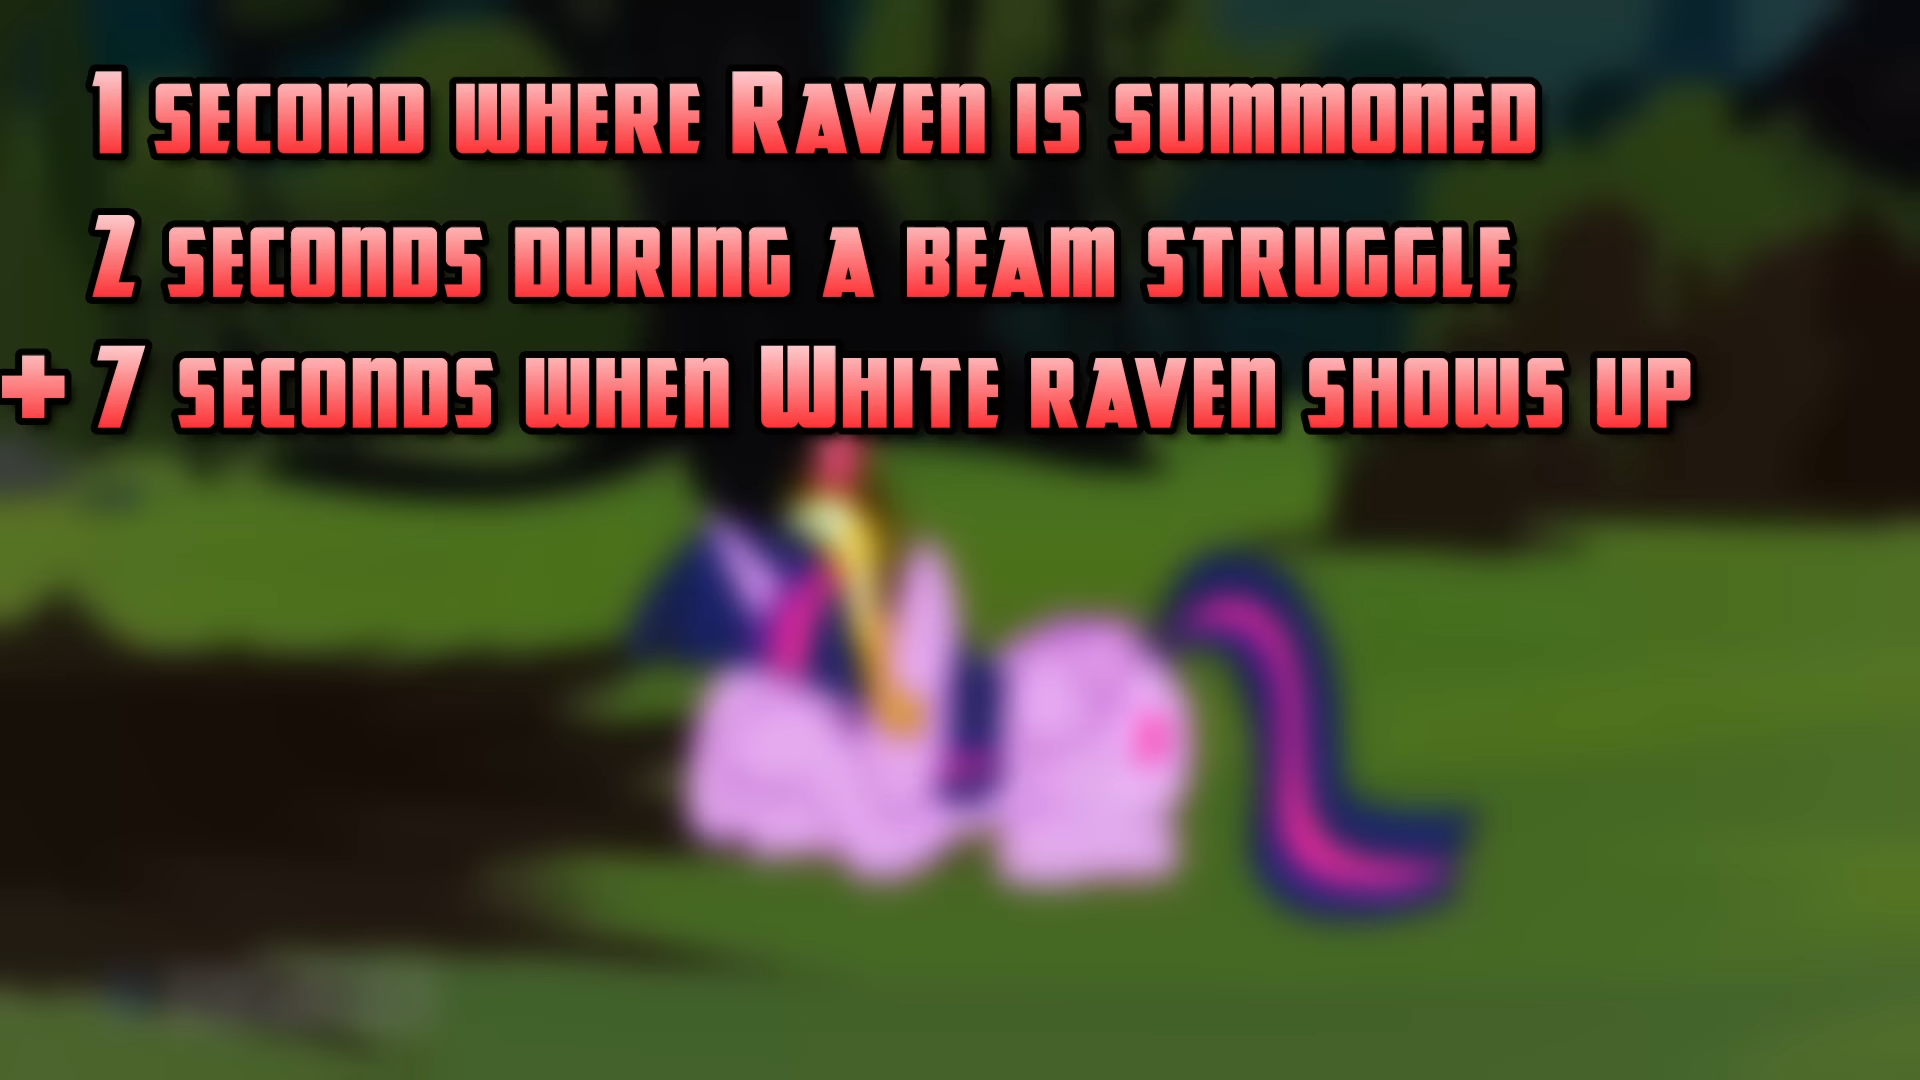 1 second where Raven is summoned
2 seconds during a beam struggle
+ 7 seconds when White raven shows up